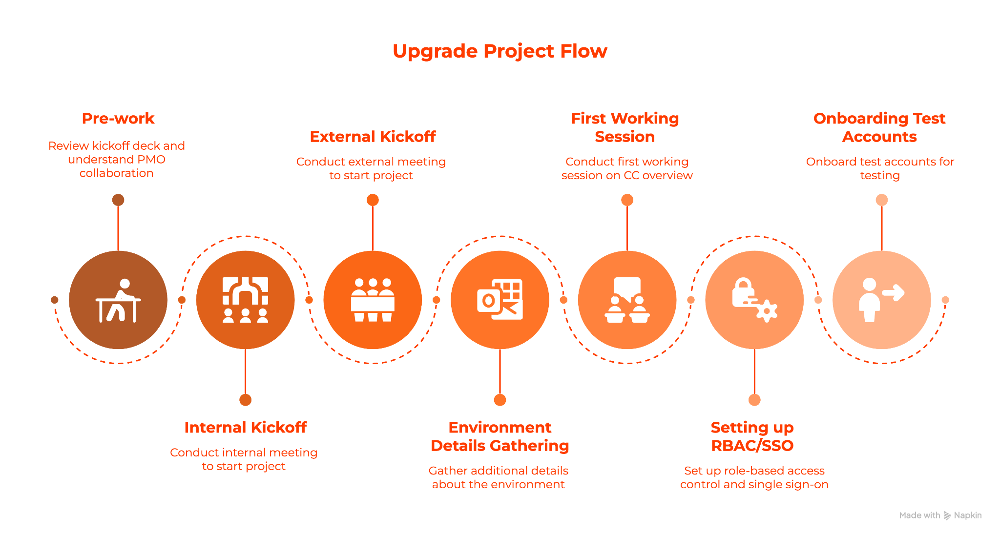 Upgrade Project Flow
Pre-work
Review kickoff deck and
understand PMO
collaboration
Internal Kickoff
Conduct internal meeting
to start project
External Kickoff
Conduct external meeting
to start project
Environment
Details Gathering
Gather additional details
about the environment
First Working
Session
Conduct first working
session on CC overview
Setting up
RBAC/SSO
Set up role-based access
control and single sign-on
Onboarding Test
Accounts
Onboard test accounts for
testing
Made with Napkin